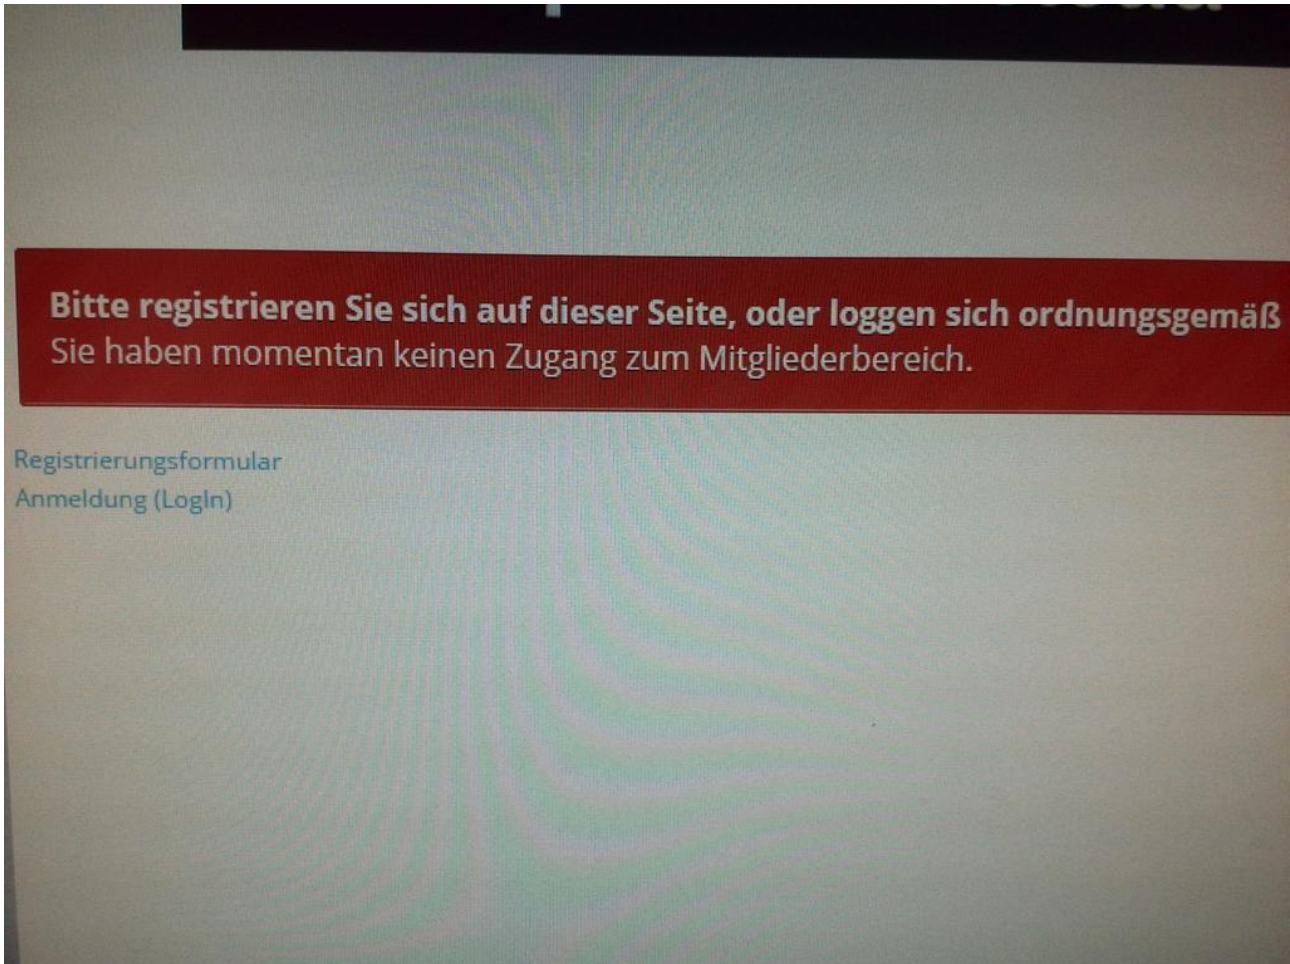 Bitte registrieren Sie sich auf dieser Seite, oder loggen sich ordnungsgemäß
Sie haben momentan keinen Zugang zum Mitgliederbereich.
Registrierungsformular
Anmeldung (LogIn)